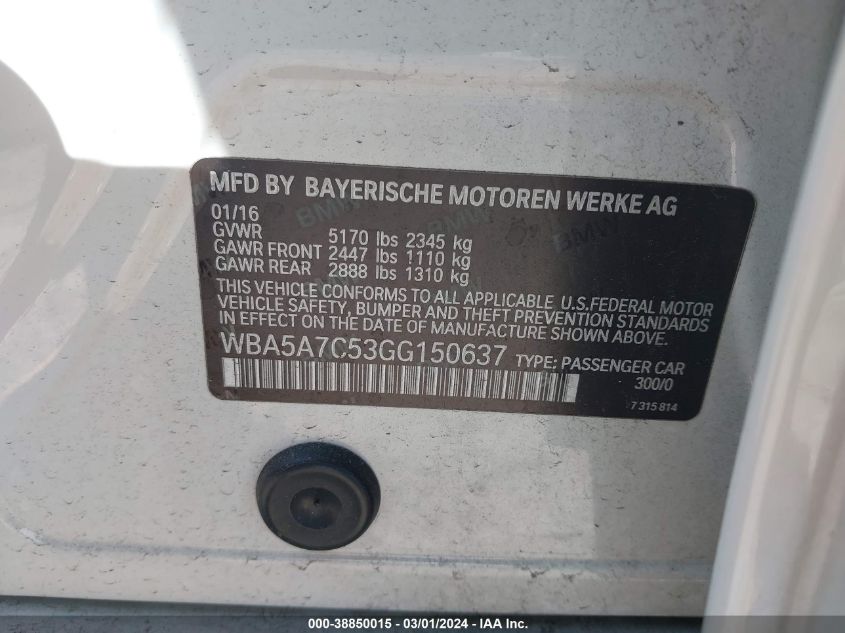 MFD BY BAYERISCHE MOTOREN WERKE AG
01/16
GVWR 5170 lbs 2345 kg
GAWR FRONT 2447 lbs 1110 kg
GAWR REAR 2888 lbs 1310 kg
THIS VEHICLE CONFORMS TO ALL APPLICABLE U.S.FEDERAL MOTOR
VEHICLE SAFETY, BUMPER AND THEFT PREVENTION STANDARDS
IN EFFECT ON THE DATE OF MANUFACTURE SHOWN ABOVE.
WBA5A7C53GG150637 TYPE: PASSENGER CAR
300/0
7 315 814
000-38850015 - 03/01/2024 - IAA Inc.